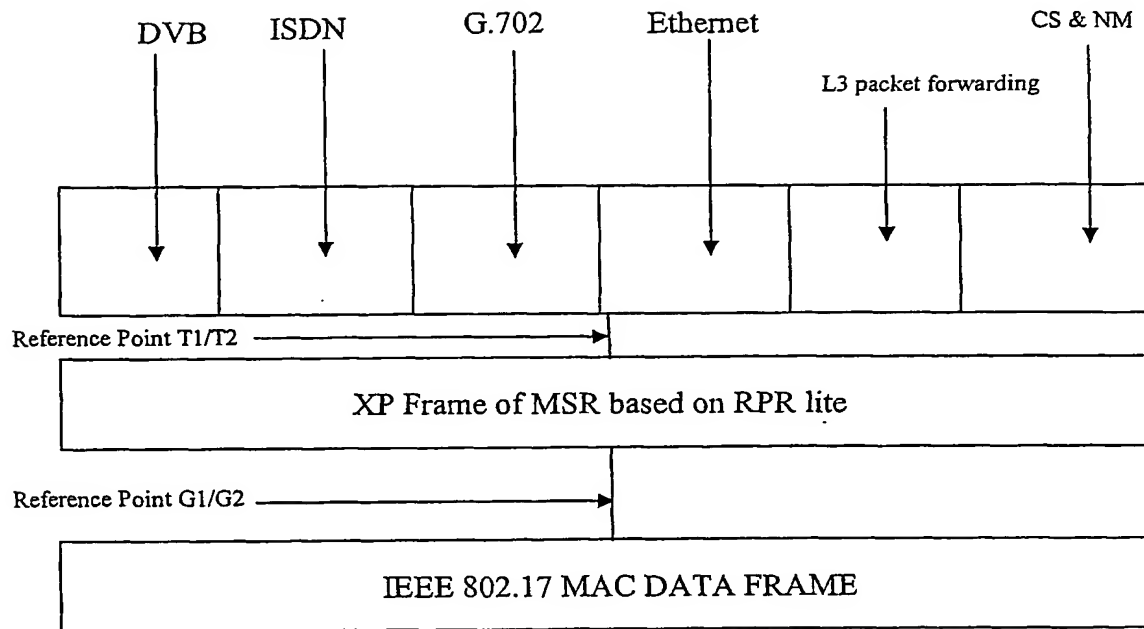 DVB ISDN G.702 Ethernet CS & NM
L3 packet forwarding
Reference Point T1/T2
XP Frame of MSR based on RPR lite
Reference Point G1/G2
IEEE 802.17 MAC DATA FRAME